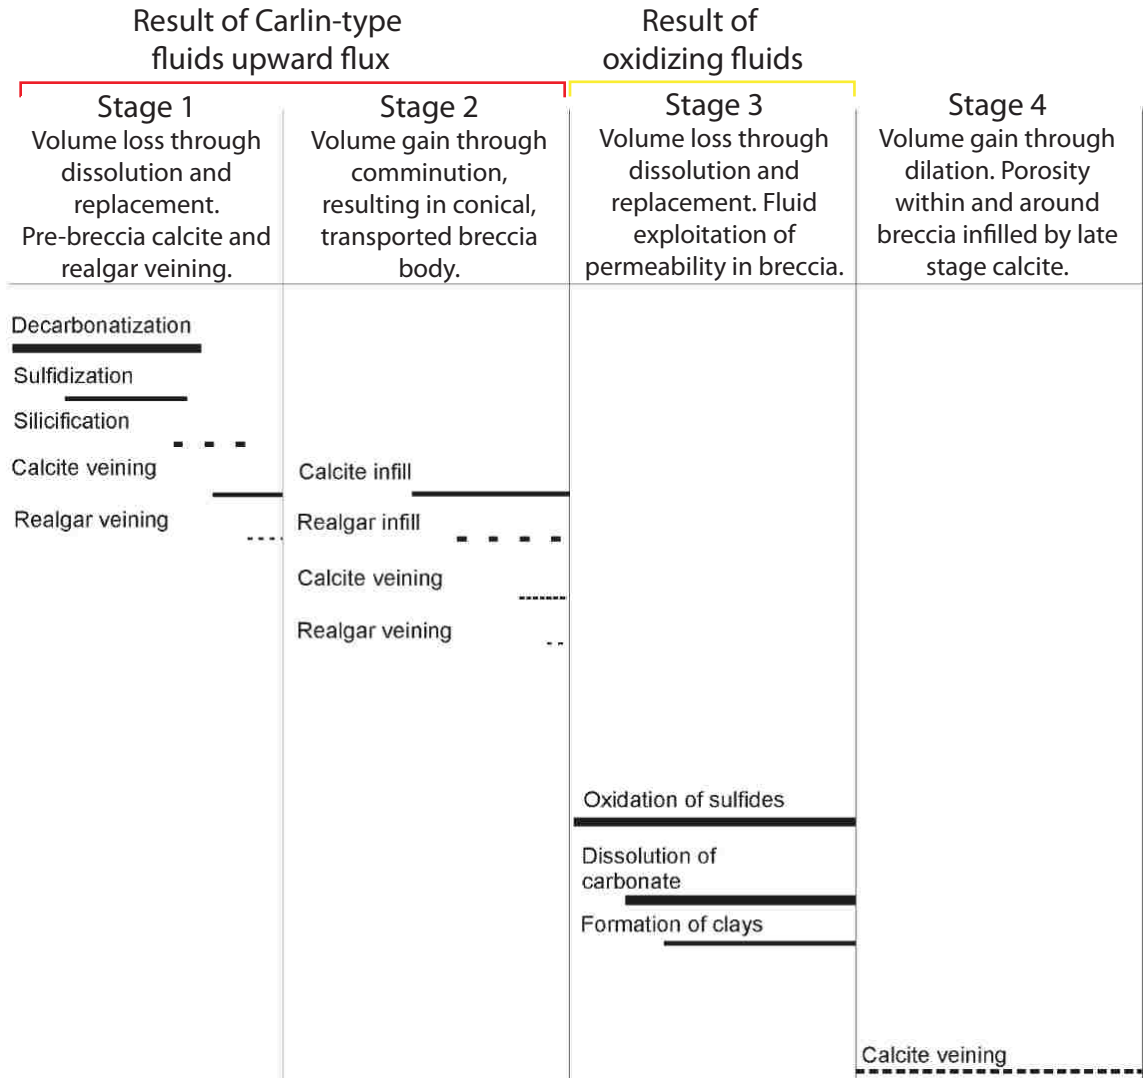 Result of Carlin-type
fluids upward flux
Result of
oxidizing fluids
Stage 1
Volume loss through
dissolution and
replacement.
Pre-breccia calcite and
realgar veining.
Stage 2
Volume gain through
comminution,
resulting in conical,
transported breccia
body.
Stage 3
Volume loss through
dissolution and
replacement. Fluid
exploitation of
permeability in breccia.
Stage 4
Volume gain through
dilation. Porosity
within and around
breccia infilled by late
stage calcite.
Decarbonatization
Sulfidization
Silicification
Calcite veining
Realgar veining
Calcite infill
Realgar infill
Calcite veining
Realgar veining
Oxidation of sulfides
Dissolution of
carbonate
Formation of clays
Calcite veining